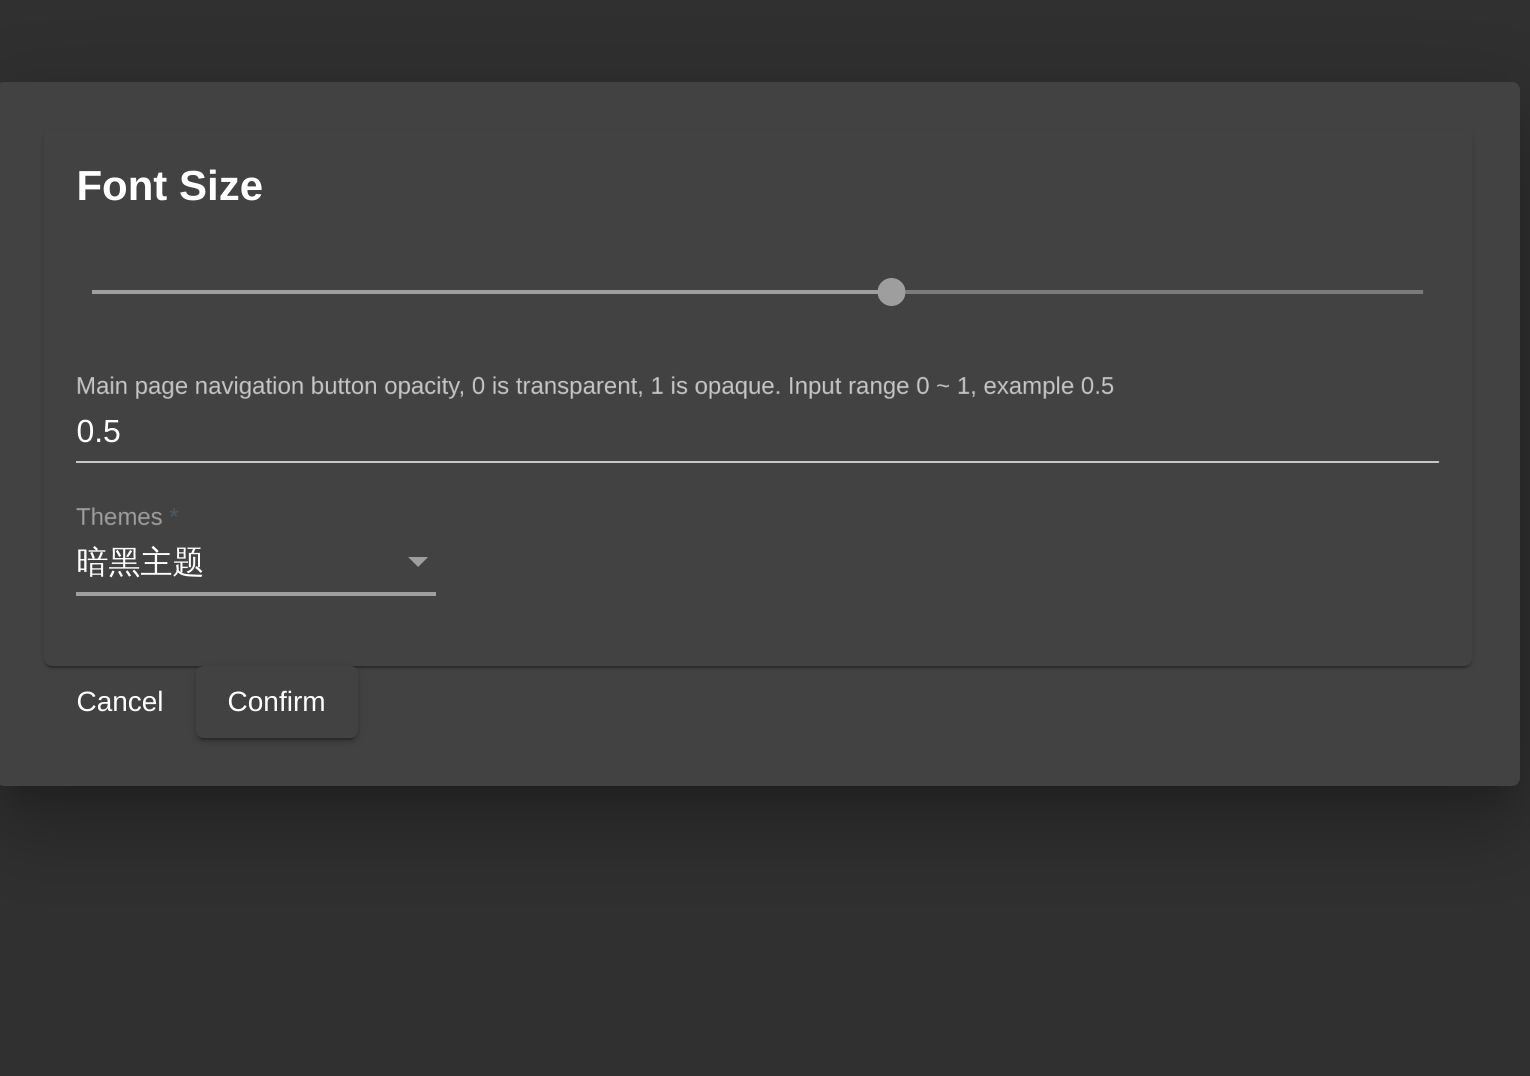 Font Size
Main page navigation button opacity, 0 is transparent, 1 is opaque. Input range 0 ~ 1, example 0.5
0.5
Themes *
暗黑主题
Cancel Confirm